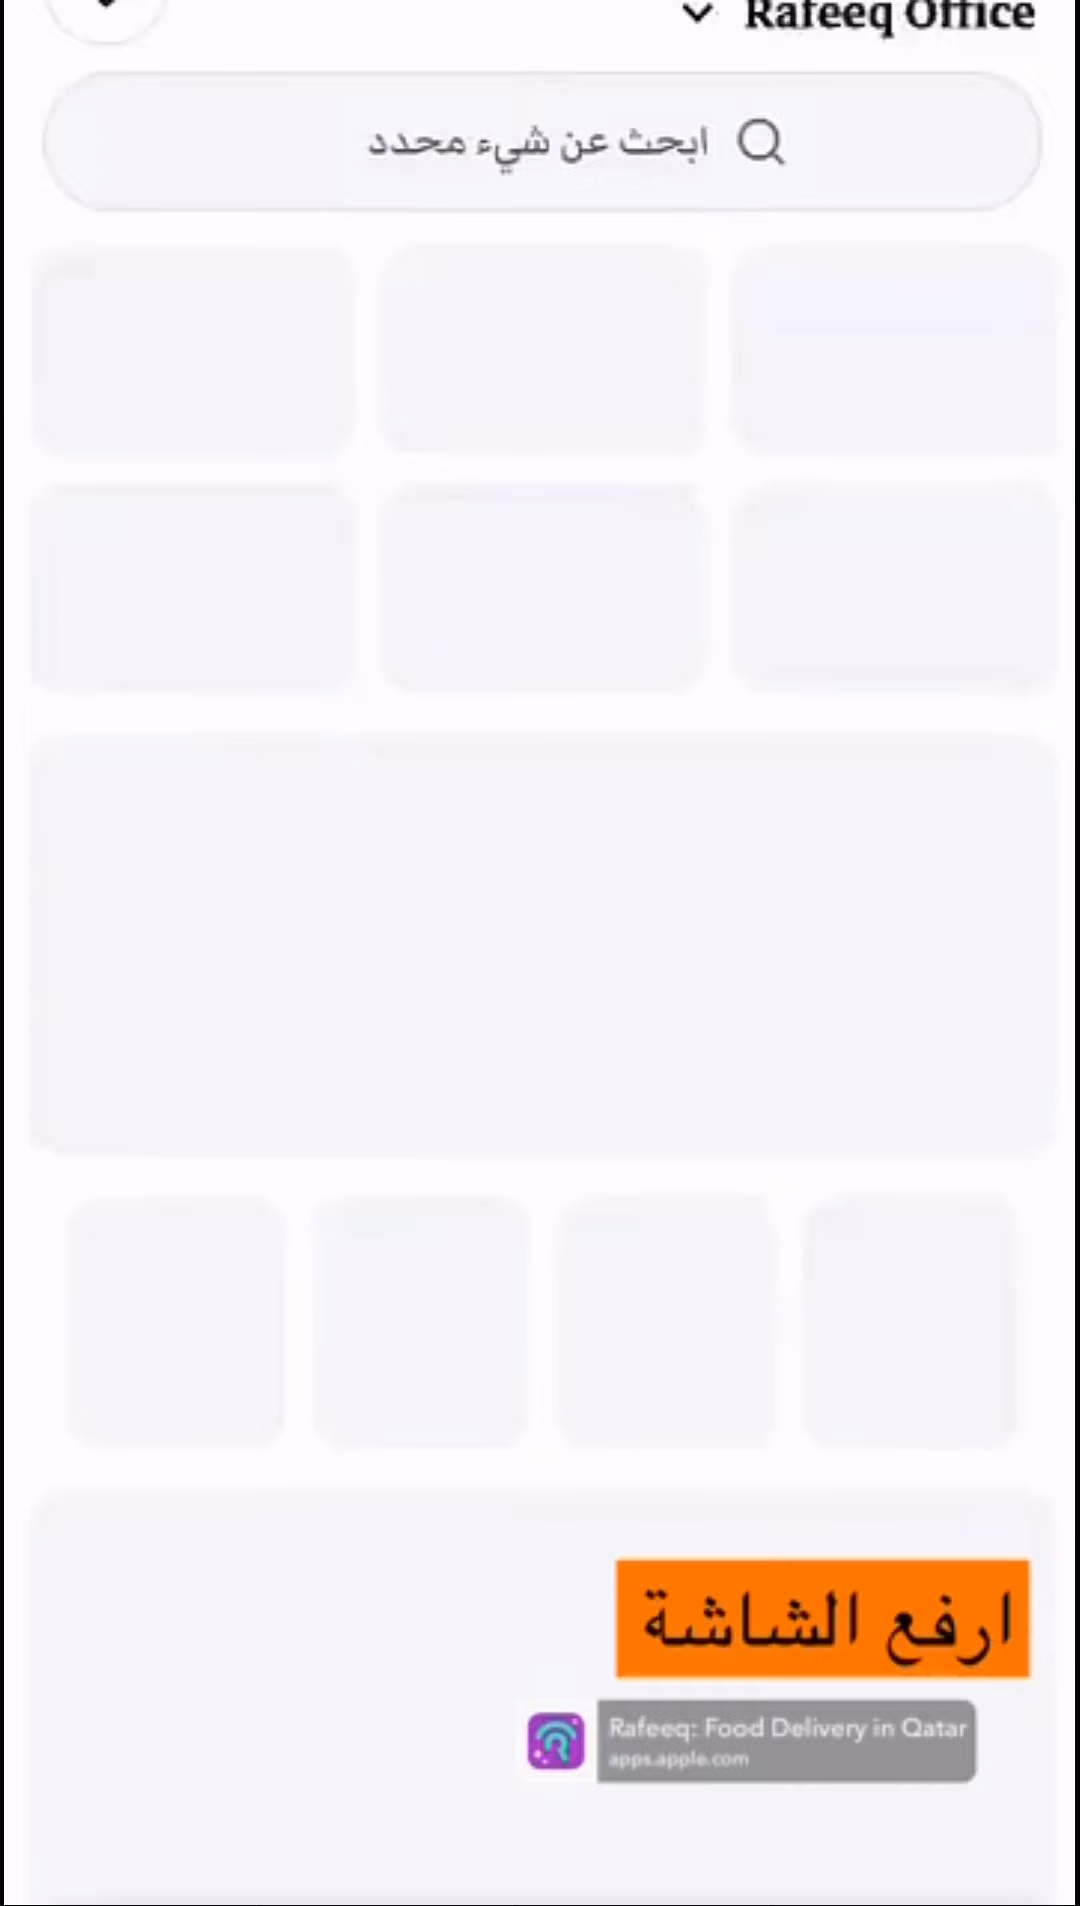 Rafeeq Office
ابحث عن شيء محدد
ارفع الشاشة
Rafeeq: Food Delivery in Qatar
apps.apple.com